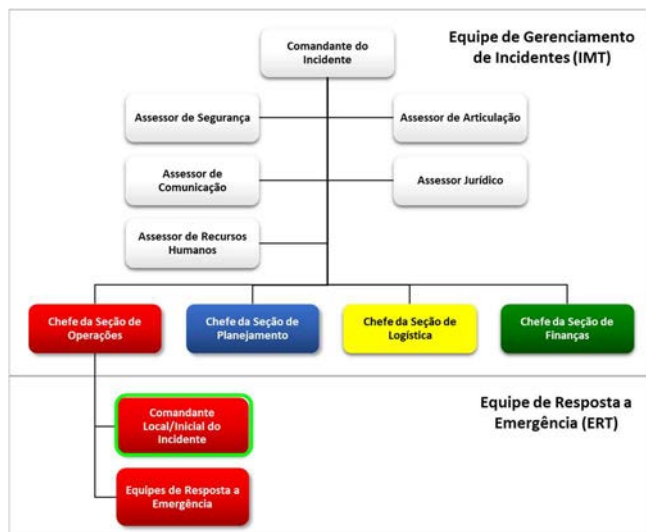 Equipe de Gerenciamento
de Incidentes (IMT)
Comandante do
Incidente
Assessor de Segurança
Assessor de Articulação
Assessor de
Comunicação
Assessor Jurídico
Assessor de Recursos
Humanos
Chefe da Seção de
Operações
Chefe da Seção de
Planejamento
Chefe da Seção de
Logística
Chefe da Seção de
Finanças
Equipe de Resposta a
Emergência (ERT)
Comandante
Local/Inicial do
Incidente
Equipes de Resposta a
Emergência